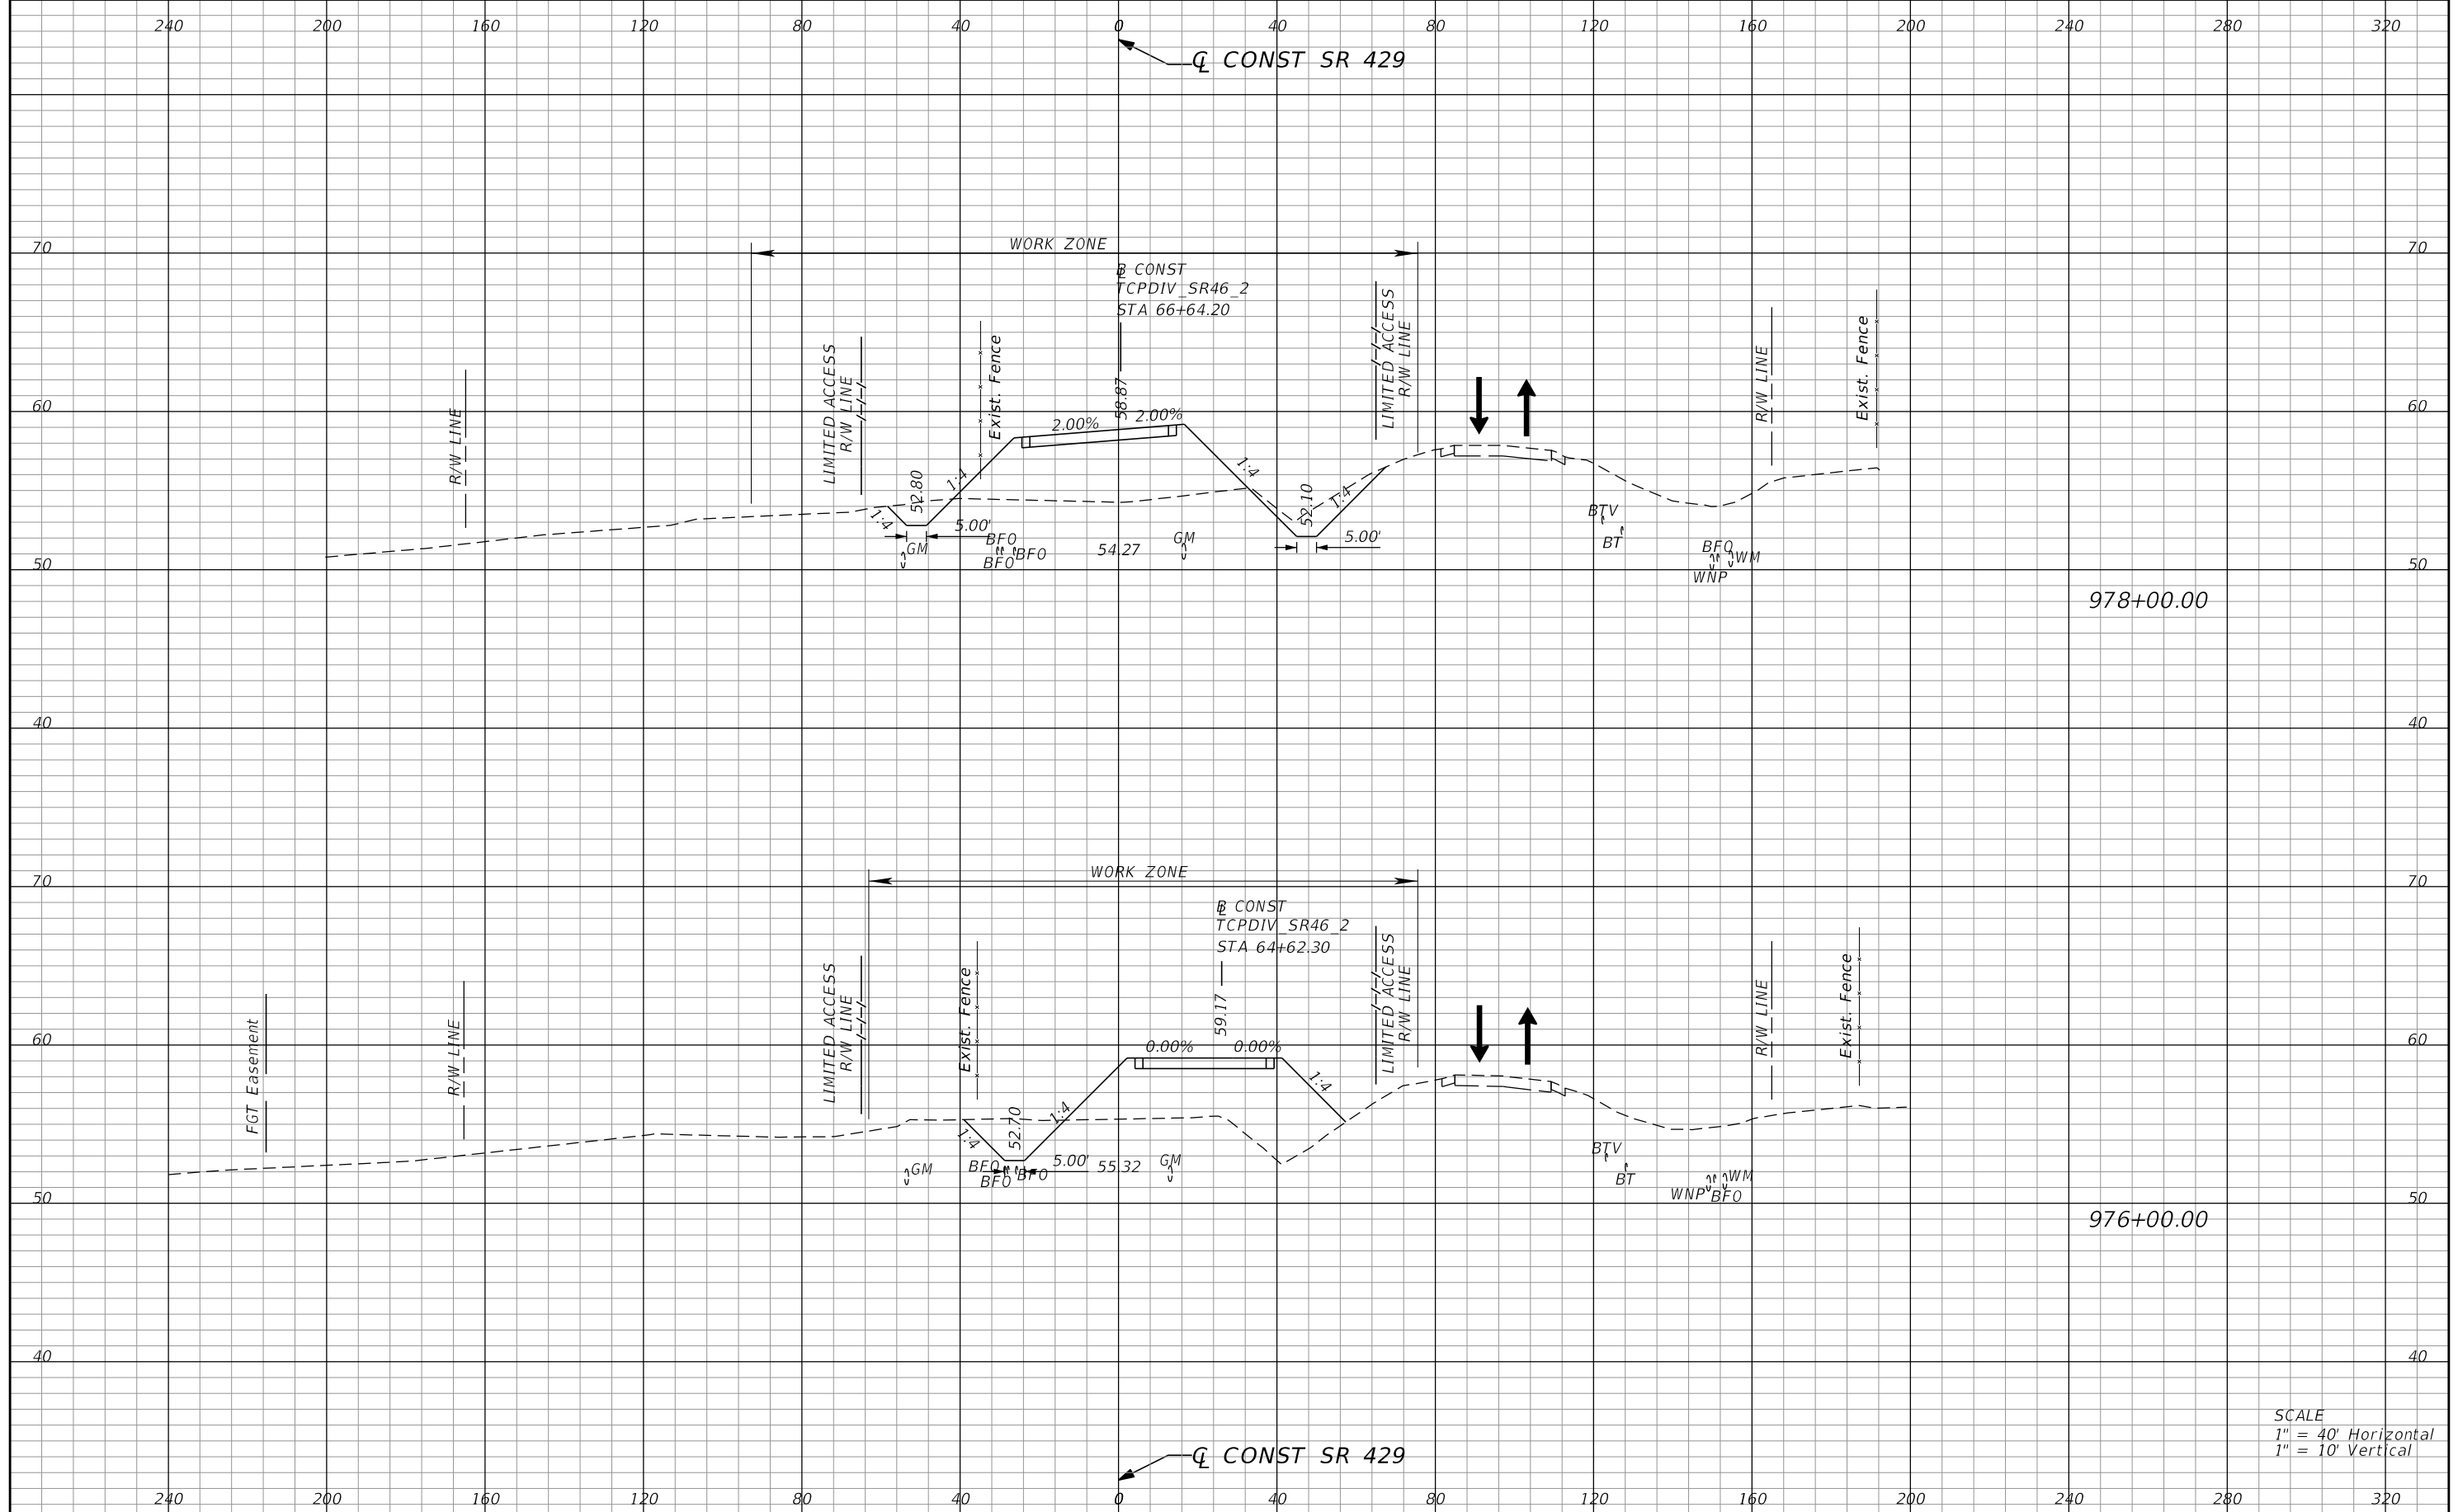 240 200 160 120 80 40 0 40 80 120 160 200 240 280 320
℄ CONST SR 429
70 70
WORK ZONE
℄ CONST
TCPDIV_SR46_2
STA 66+64.20
58.87
R/W LINE
LIMITED ACCESS
R/W LINE
Exist. Fence
LIMITED ACCESS
R/W LINE
R/W LINE
Exist. Fence
60 60
2.00% 2.00%
1:4
52.80
1:4
1:4
52.10
1:4
5.00'
5.00'
GM
BFO
BFO
BFO
54.27
GM
BTV
BT
BFO
WM
WNP
50 50
978+00.00
40 40
70 70
WORK ZONE
℄ CONST
TCPDIV_SR46_2
STA 64+62.30
59.17
FGT Easement
R/W LINE
LIMITED ACCESS
R/W LINE
Exist. Fence
LIMITED ACCESS
R/W LINE
R/W LINE
Exist. Fence
60 60
0.00% 0.00%
1:4
52.70
1:4
1:4
5.00'
GM
BFO
BFO
BFO
55.32
GM
BTV
BT
WNP
BFO
WM
50 50
976+00.00
40 40
SCALE
1" = 40' Horizontal
1" = 10' Vertical
℄ CONST SR 429
240 200 160 120 80 40 0 40 80 120 160 200 240 280 320